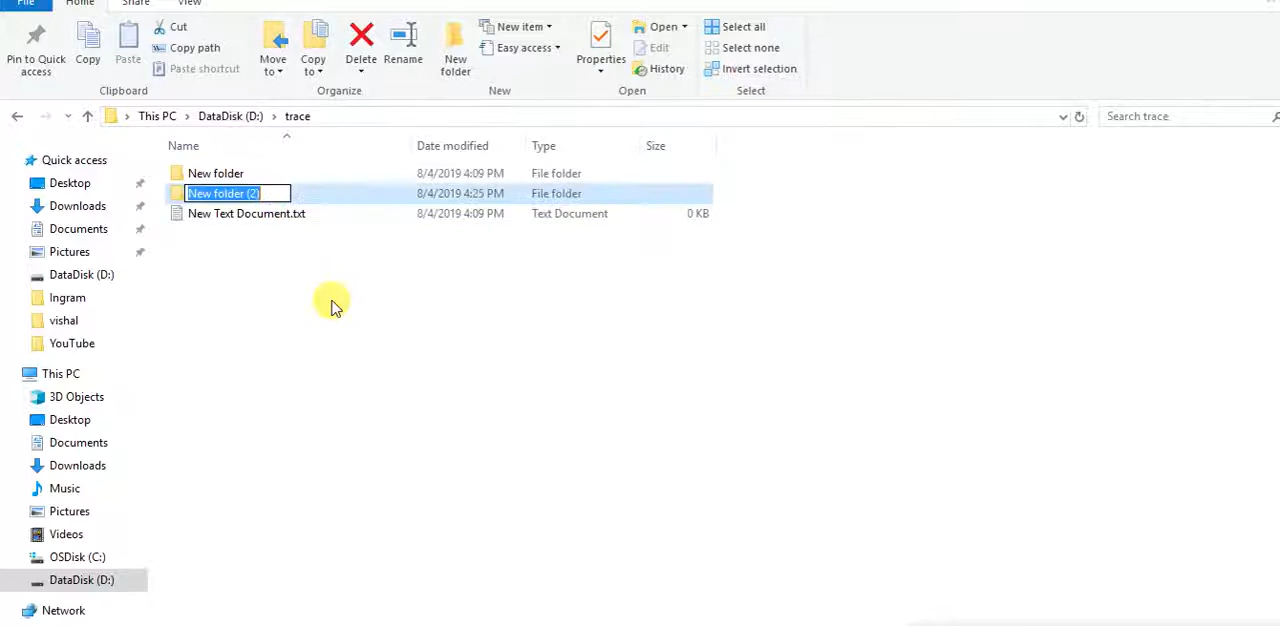 File Home Share View
Pin to Quick access
Copy
Paste
Cut
Copy path
Paste shortcut
Clipboard
Move to
Copy to
Delete
Rename
Organize
New folder
New item
Easy access
New
Properties
Open
Edit
History
Open
Select all
Select none
Invert selection
Select
This PC > DataDisk (D:) > trace
Search trace
Quick access
Desktop
Downloads
Documents
Pictures
DataDisk (D:)
Ingram
vishal
YouTube
This PC
3D Objects
Desktop
Documents
Downloads
Music
Pictures
Videos
OSDisk (C:)
DataDisk (D:)
Network
Name Date modified Type Size
New folder 8/4/2019 4:09 PM File folder
New folder (2) 8/4/2019 4:25 PM File folder
New Text Document.txt 8/4/2019 4:09 PM Text Document 0 KB